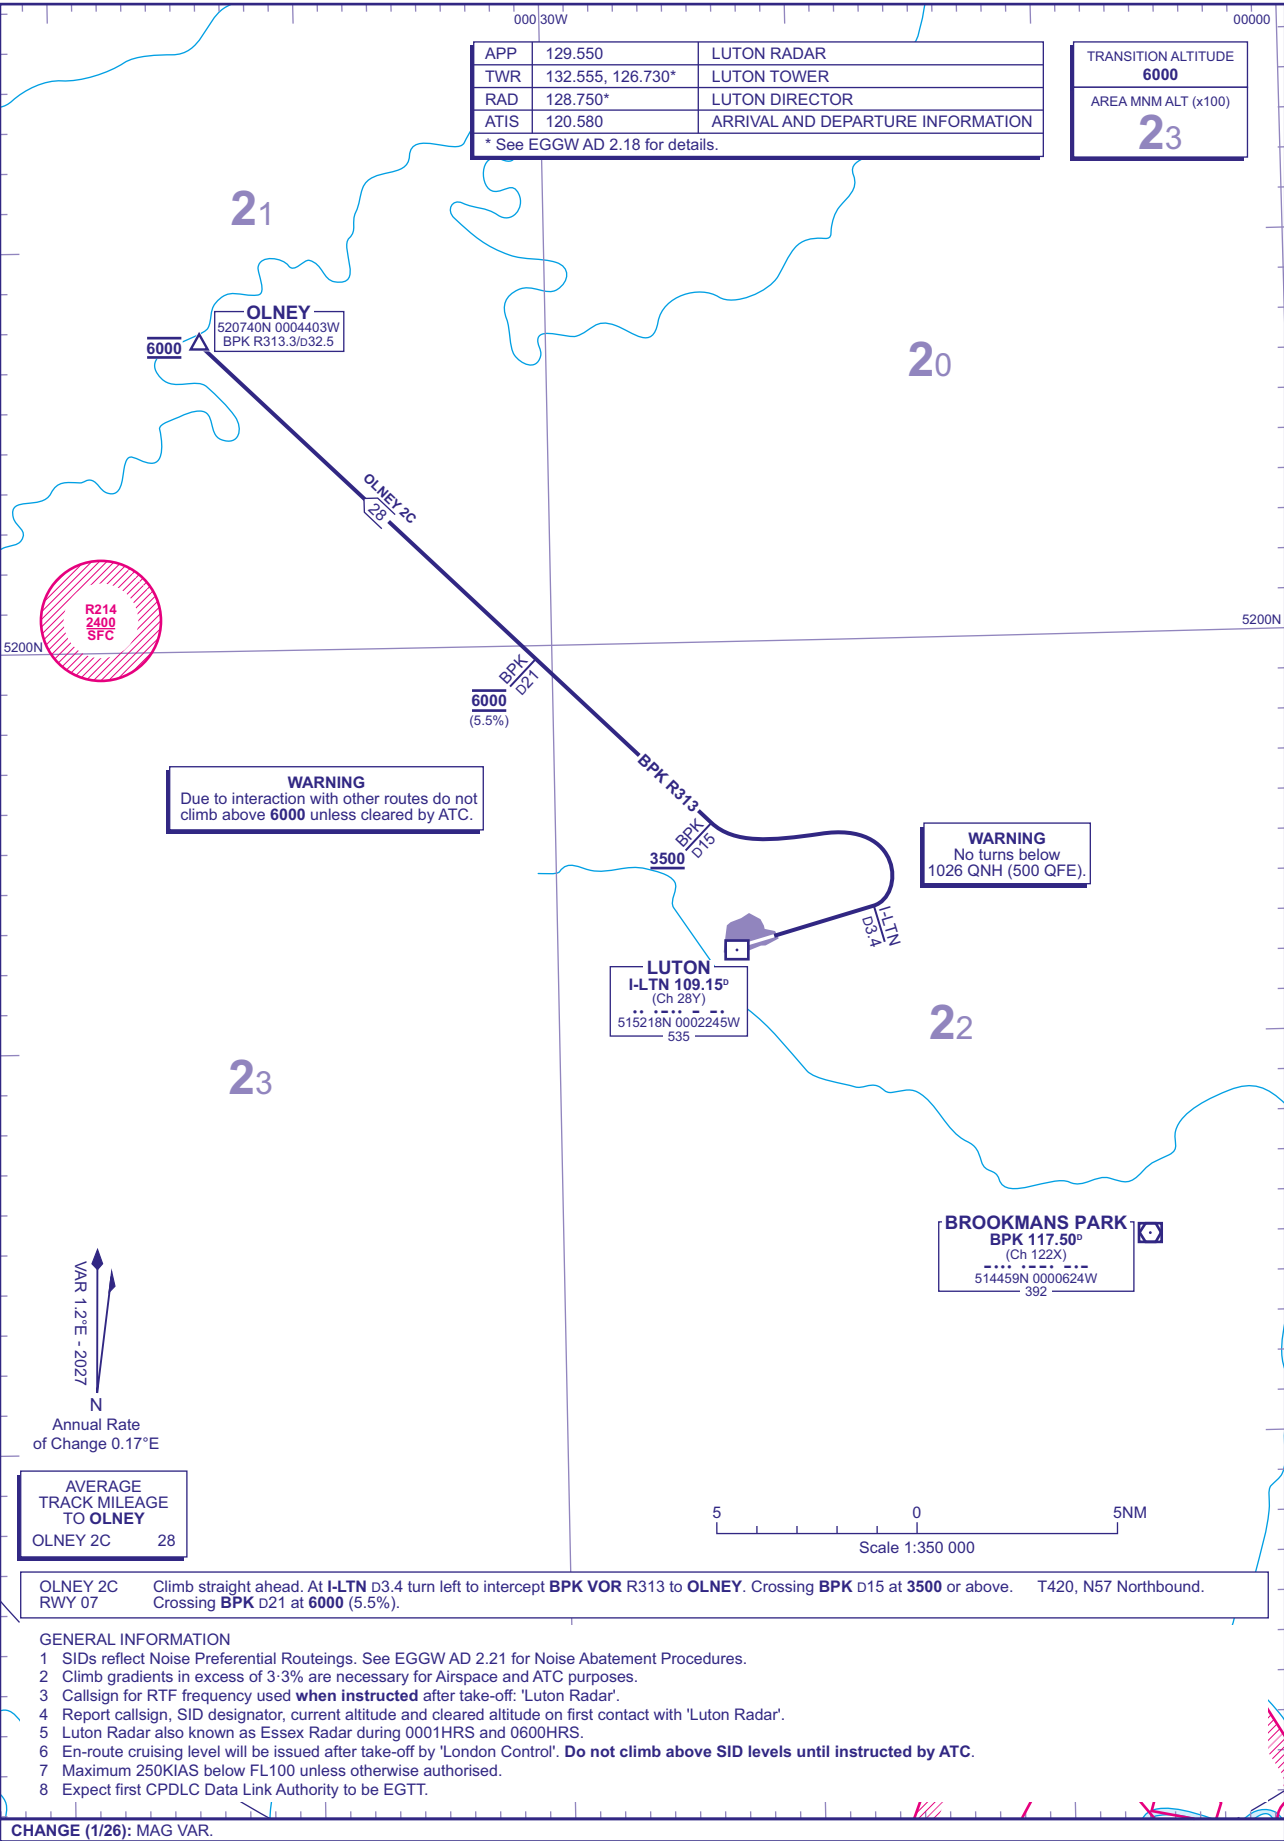 000 30W
00000
APP 129.550 LUTON RADAR
TWR 132.555, 126.730* LUTON TOWER
RAD 128.750* LUTON DIRECTOR
ATIS 120.580 ARRIVAL AND DEPARTURE INFORMATION
* See EGGW AD 2.18 for details.
TRANSITION ALTITUDE
6000
AREA MNM ALT (x100)
23
21
OLNEY
520740N 0004403W
BPK R313.3/D32.5
6000
20
OLNEY 2C
28
R214
2400
SFC
5200N
5200N
BPK
D21
6000
(5.5%)
BPK R313
WARNING
Due to interaction with other routes do not
climb above 6000 unless cleared by ATC.
BPK
D15
3500
WARNING
No turns below
1026 QNH (500 QFE).
I-LTN
D3.4
LUTON
I-LTN 109.15D
(Ch 28Y)
515218N 0002245W
535
22
23
BROOKMANS PARK
BPK 117.50D
(Ch 122X)
514459N 0000624W
392
VAR 1.2°E - 2027
N
Annual Rate
of Change 0.17°E
AVERAGE
TRACK MILEAGE
TO OLNEY
OLNEY 2C 28
5 0 5NM
Scale 1:350 000
OLNEY 2C Climb straight ahead. At I-LTN D3.4 turn left to intercept BPK VOR R313 to OLNEY. Crossing BPK D15 at 3500 or above. T420, N57 Northbound.
RWY 07 Crossing BPK D21 at 6000 (5.5%).
GENERAL INFORMATION
1 SIDs reflect Noise Preferential Routeings. See EGGW AD 2.21 for Noise Abatement Procedures.
2 Climb gradients in excess of 3·3% are necessary for Airspace and ATC purposes.
3 Callsign for RTF frequency used when instructed after take-off: 'Luton Radar'.
4 Report callsign, SID designator, current altitude and cleared altitude on first contact with 'Luton Radar'.
5 Luton Radar also known as Essex Radar during 0001HRS and 0600HRS.
6 En-route cruising level will be issued after take-off by 'London Control'. Do not climb above SID levels until instructed by ATC.
7 Maximum 250KIAS below FL100 unless otherwise authorised.
8 Expect first CPDLC Data Link Authority to be EGTT.
CHANGE (1/26): MAG VAR.